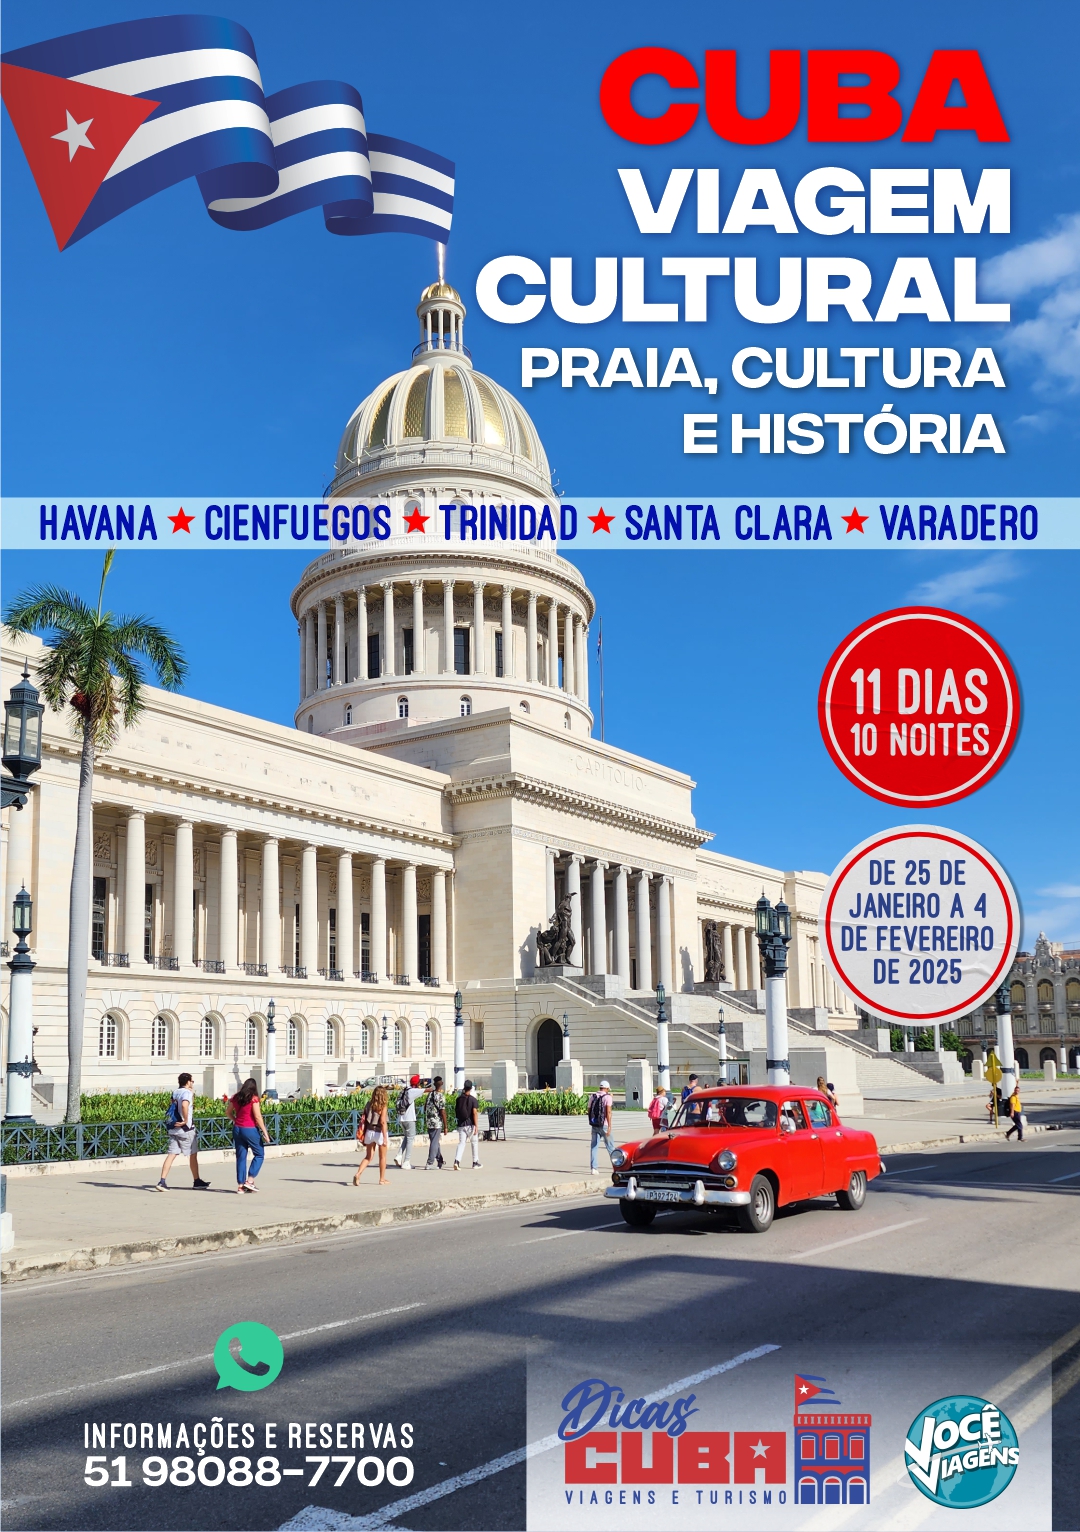 CUBA
VIAGEM
CULTURAL
PRAIA, CULTURA
E HISTÓRIA
HAVANA ★ CIENFUEGOS ★ TRINIDAD ★ SANTA CLARA ★ VARADERO
11 DIAS
10 NOITES
CAPITOLIO
DE 25 DE
JANEIRO A 4
DE FEVEREIRO
DE 2025
INFORMAÇÕES E RESERVAS
51 98088-7700
Dicas
CUBA
VIAGENS E TURISMO
VOCÊ
VIAGENS